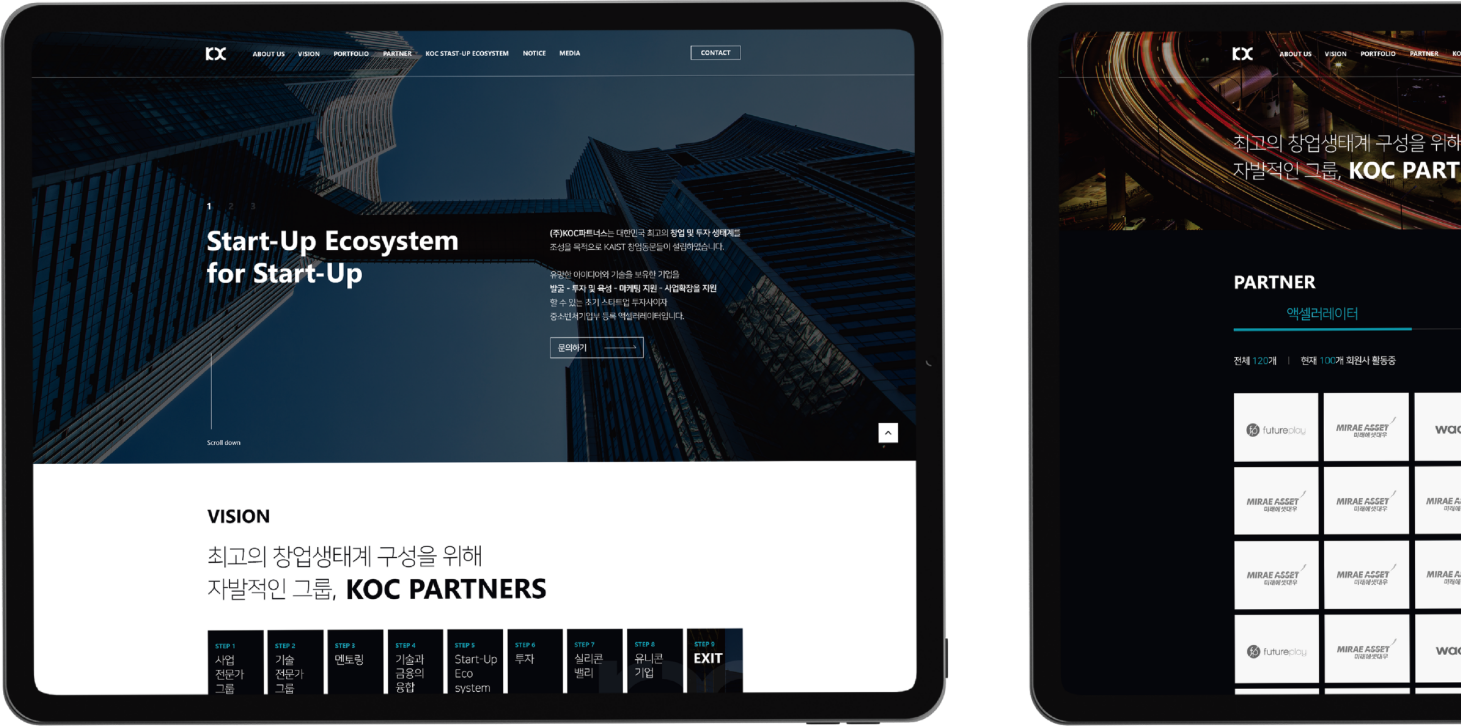 KX
ABOUT US VISION PORTFOLIO PARTNER KOC STAST-UP ECOSYSTEM NOTICE MEDIA
CONTACT
1 2 3
Start-Up Ecosystem
for Start-Up
(주)KOC파트너스는 대한민국 최고의 창업 및 투자 생태계를
조성을 목적으로 KAIST 창업동문들이 설립하였습니다.
유망한 아이디어와 기술을 보유한 기업을
발굴 - 투자 및 육성 - 마케팅 지원 - 사업확장을 지원
할 수 있는 초기 스타트업 투자사이자
중소벤처기업부 등록 액셀러레이터입니다.
문의하기
Scroll down
VISION
최고의 창업생태계 구성을 위해
자발적인 그룹, KOC PARTNERS
STEP 1
사업
전문가
그룹
STEP 2
기술
전문가
그룹
STEP 3
멘토링
STEP 4
기술과
금융의
융합
STEP 5
Start-Up
Eco
system
STEP 6
투자
STEP 7
실리콘
밸리
STEP 8
유니콘
기업
STEP 9
EXIT
KX
ABOUT US VISION PORTFOLIO PARTNER KO
최고의 창업생태계 구성을 위해
자발적인 그룹, KOC PART
PARTNER
액셀러레이터
전체 120개 | 현재 100개 회원사 활동중
futureplay
MIRAE ASSET
미래에셋대우
wad
MIRAE ASSET
미래에셋대우
MIRAE ASSET
미래에셋대우
MIRAE A
미래에
MIRAE ASSET
미래에셋대우
MIRAE ASSET
미래에셋대우
MIRAE A
미래에
futureplay
MIRAE ASSET
미래에셋대우
wad